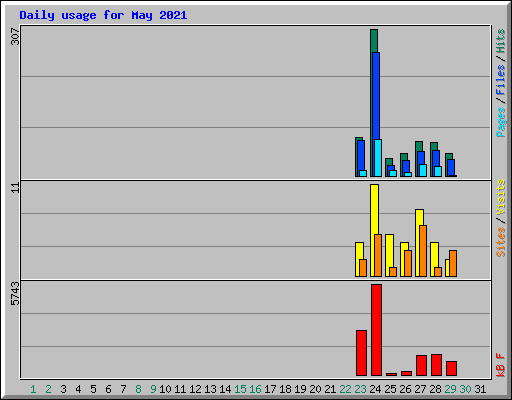 Daily usage for May 2021
307
Pages / Files / Hits
11
Sites / Visits
5743
kB F
1 2 3 4 5 6 7 8 9 10 11 12 13 14 15 16 17 18 19 20 21 22 23 24 25 26 27 28 29 30 31